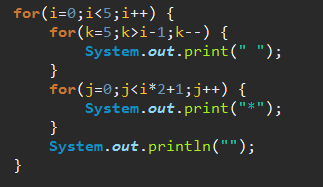 for(i=0;i<5;i++) {
    for(k=5;k>i-1;k--) {
        System.out.print(" ");
    }
    for(j=0;j<i*2+1;j++) {
        System.out.print("*");
    }
    System.out.println("");
}